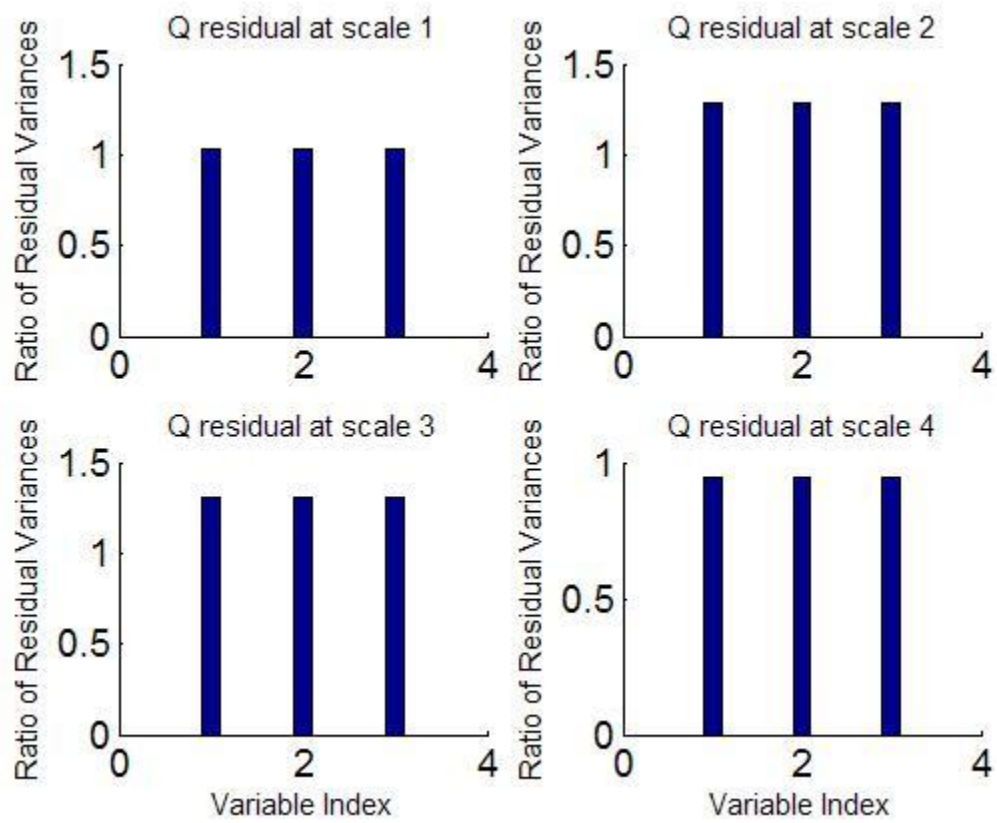 Q residual at scale 1
Ratio of Residual Variances
1.5
1
0.5
0
0
2
4
Q residual at scale 2
Ratio of Residual Variances
1.5
1
0.5
0
0
2
4
Q residual at scale 3
Ratio of Residual Variances
1.5
1
0.5
0
0
2
4
Variable Index
Q residual at scale 4
Ratio of Residual Variances
1
0.5
0
0
2
4
Variable Index